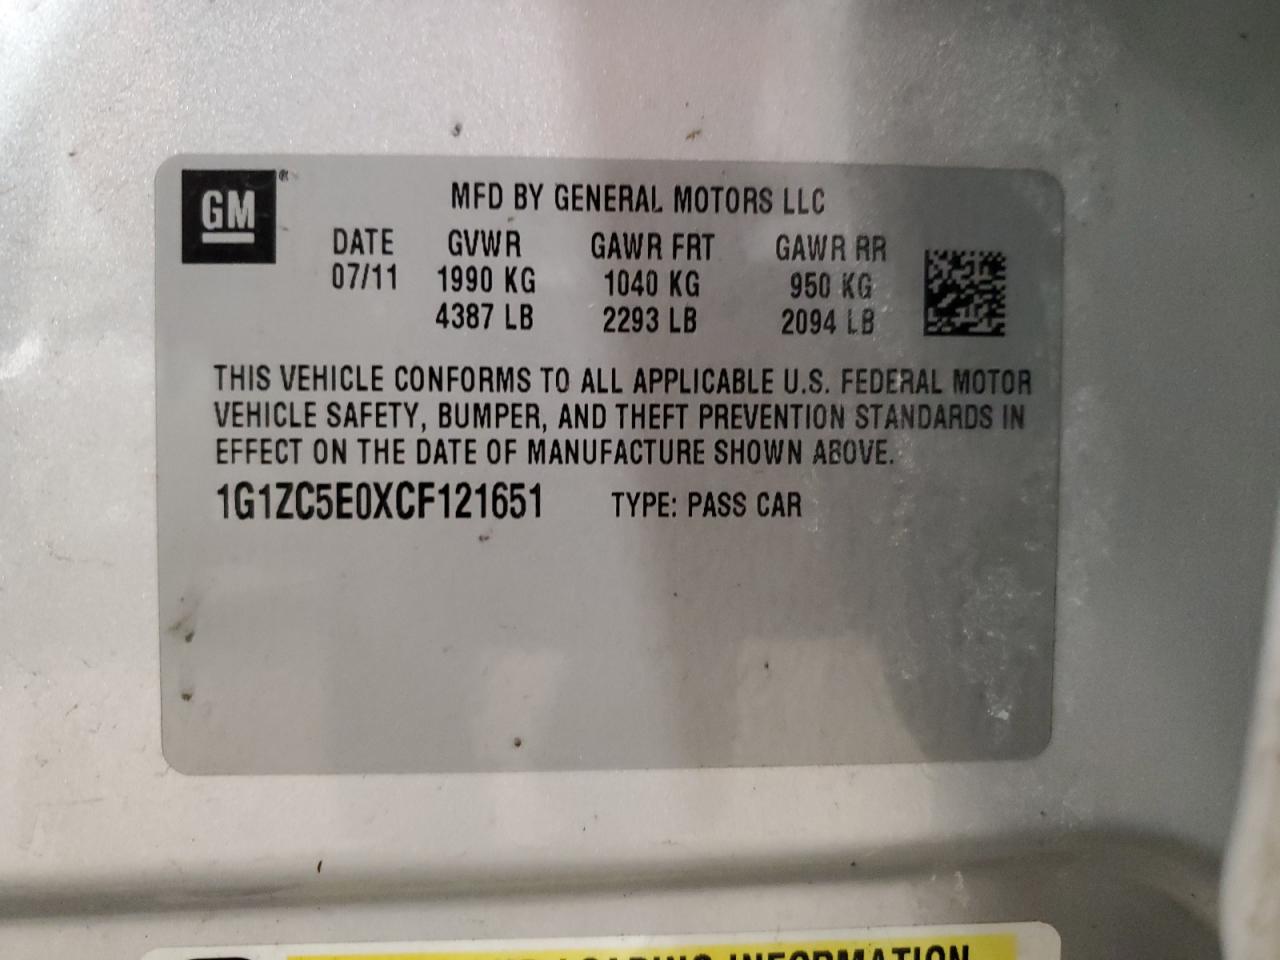 GM ®
MFD BY GENERAL MOTORS LLC
DATE GVWR GAWR FRT GAWR RR
07/11 1990 KG 1040 KG 950 KG
4387 LB 2293 LB 2094 LB
THIS VEHICLE CONFORMS TO ALL APPLICABLE U.S. FEDERAL MOTOR
VEHICLE SAFETY, BUMPER, AND THEFT PREVENTION STANDARDS IN
EFFECT ON THE DATE OF MANUFACTURE SHOWN ABOVE.
1G1ZC5E0XCF121651 TYPE: PASS CAR
LOADING INFORMATION